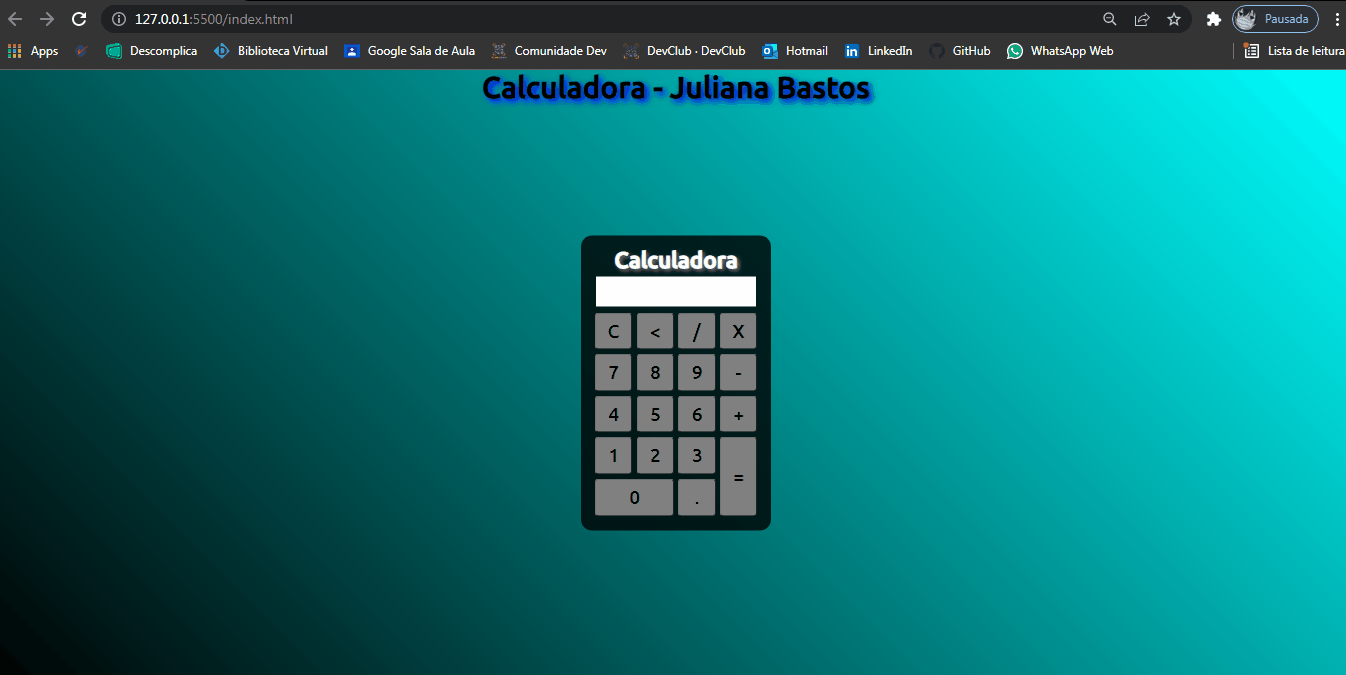 127.0.0.1:5500/index.html Pausada
Apps Descomplica Biblioteca Virtual Google Sala de Aula Comunidade Dev DevClub · DevClub Hotmail LinkedIn GitHub WhatsApp Web Lista de leitura
Calculadora - Juliana Bastos
Calculadora
C < / X
7 8 9 -
4 5 6 +
1 2 3
=
0 .